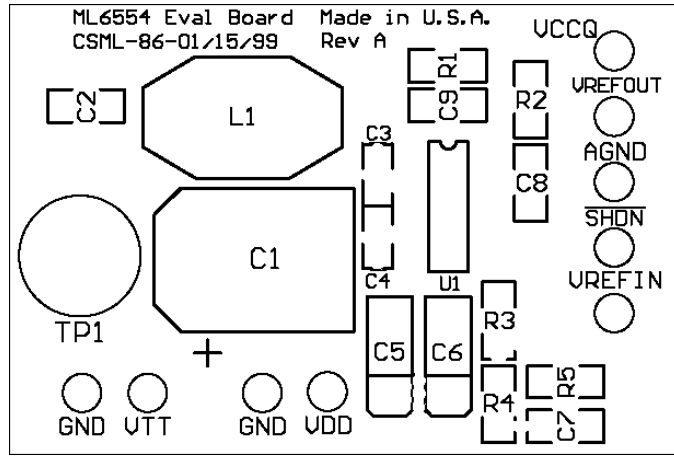 ML6554 Eval Board Made in U.S.A.
CSML-86-01/15/99 Rev A
VCCQ
R1
C2
L1
C9
R2
VREFOUT
C3
AGND
C8
SHDN
C1
C4
U1
VREFIN
TP1
R3
C5
C6
R4
R5
C7
GND
VTT
GND
VDD